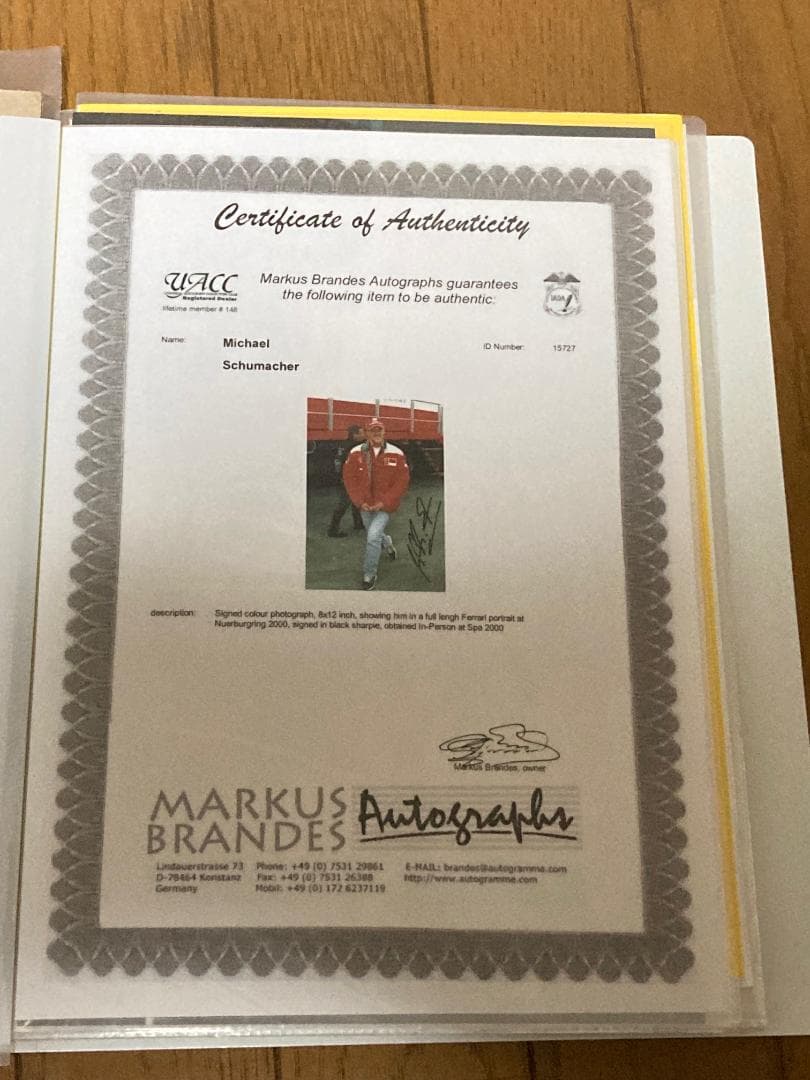 Certificate of Authenticity
UACC
Registered Dealer
lifetime member # 148
Markus Brandes Autographs guarantees
the following item to be authentic:
IADA
Name:
Michael
Schumacher
ID Number:
15727
description:
Signed colour photograph, 8x12 inch, showing him in a full lengh Ferrari portrait at
Nuerburgring 2000, signed in black sharpie, obtained In-Person at Spa 2000
Markus Brandes, owner
MARKUS
BRANDES
Autographs
Lindauerstrasse 73
D-78464 Konstanz
Germany
Phone: +49 (0) 7531 29861
Fax: +49 (0) 7531 26388
Mobil: +49 (0) 172 6237119
E-MAIL: brandes@autogramme.com
http://www.autogramme.com